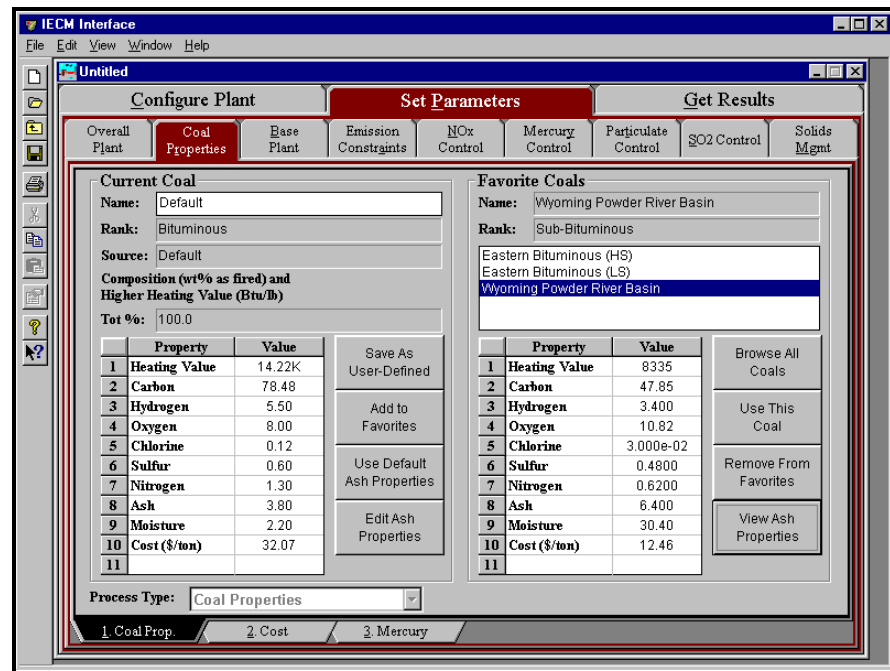 IECM Interface
File Edit View Window Help
Untitled
Configure Plant Set Parameters Get Results
Overall Plant
Coal Properties
Base Plant
Emission Constraints
NOx Control
Mercury Control
Particulate Control
SO2 Control
Solids Mgmt
Current Coal
Name: Default
Rank: Bituminous
Source: Default
Composition (wt% as fired) and
Higher Heating Value (Btu/lb)
Tot %: 100.0
Property Value
1 Heating Value 14.22K
2 Carbon 78.48
3 Hydrogen 5.50
4 Oxygen 8.00
5 Chlorine 0.12
6 Sulfur 0.60
7 Nitrogen 1.30
8 Ash 3.80
9 Moisture 2.20
10 Cost ($/ton) 32.07
11
Save As
User-Defined
Add to
Favorites
Use Default
Ash Properties
Edit Ash
Properties
Favorite Coals
Name: Wyoming Powder River Basin
Rank: Sub-Bituminous
Eastern Bituminous (HS)
Eastern Bituminous (LS)
Wyoming Powder River Basin
Property Value
1 Heating Value 8335
2 Carbon 47.85
3 Hydrogen 3.400
4 Oxygen 10.82
5 Chlorine 3.000e-02
6 Sulfur 0.4800
7 Nitrogen 0.6200
8 Ash 6.400
9 Moisture 30.40
10 Cost ($/ton) 12.46
11
Browse All
Coals
Use This
Coal
Remove From
Favorites
View Ash
Properties
Process Type: Coal Properties
1. Coal Prop. 2. Cost 3. Mercury